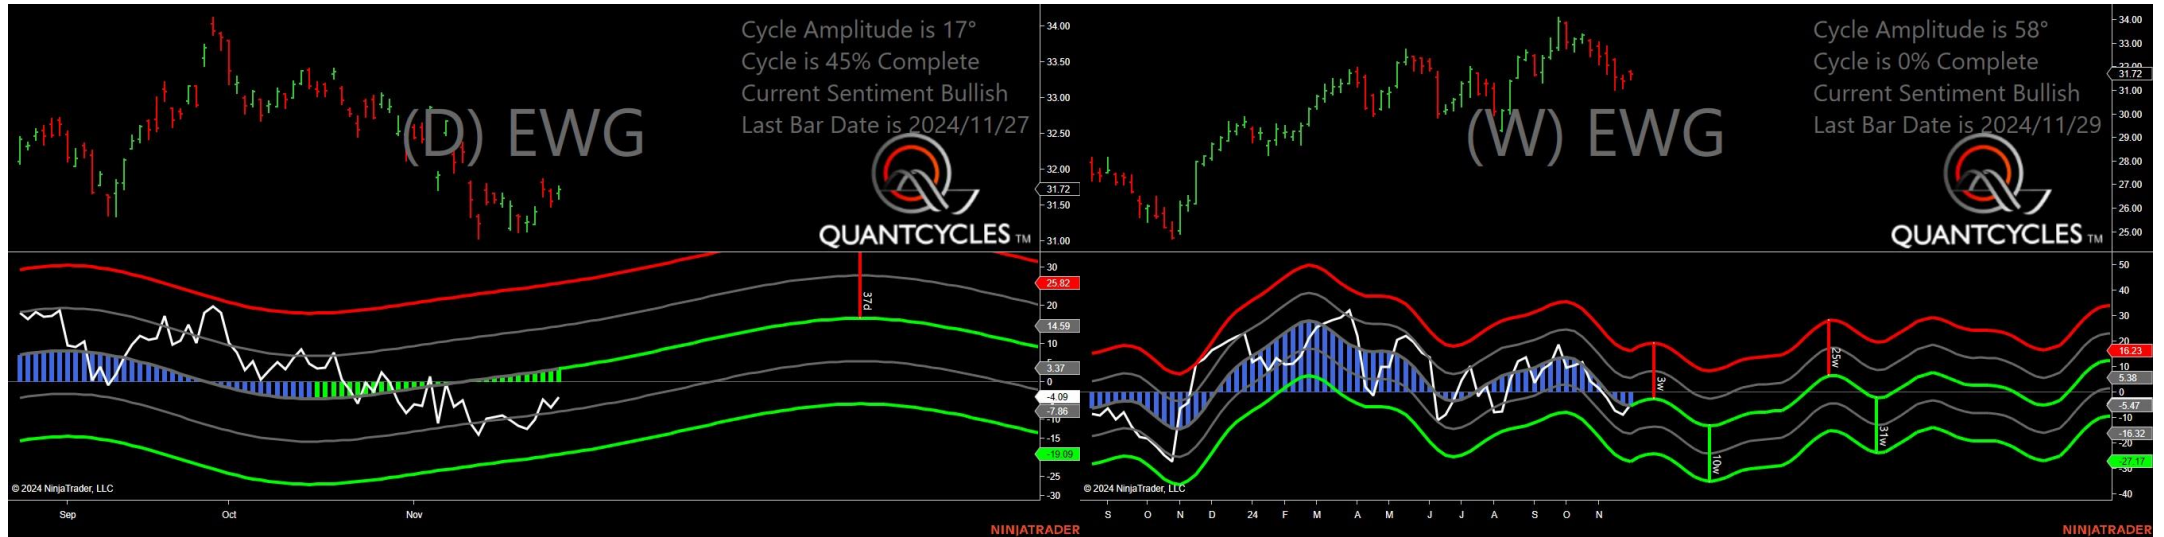 Cycle Amplitude is 17°
Cycle is 45% Complete
Current Sentiment Bullish
Last Bar Date is 2024/11/27
(D) EWG
QUANTCYCLES TM
34.00
33.50
33.00
32.50
32.00
31.72
31.50
31.00
30
25.82
20
14.59
10
5
3.37
0
-4.09
-7.86
-10
-15
-19.09
-25
-30
37d
© 2024 NinjaTrader, LLC
Sep
Oct
Nov
NINJATRADER
Cycle Amplitude is 58°
Cycle is 0% Complete
Current Sentiment Bullish
Last Bar Date is 2024/11/29
(W) EWG
QUANTCYCLES TM
34.00
33.00
31.72
31.00
30.00
29.00
28.00
27.00
26.00
25.00
50
40
30
20
16.23
10
5.38
0
-5.47
-10
-16.32
-20
-27.17
-40
3w
10w
25w
31w
© 2024 NinjaTrader, LLC
S O N D 24 F M A M J J A S O N
NINJATRADER